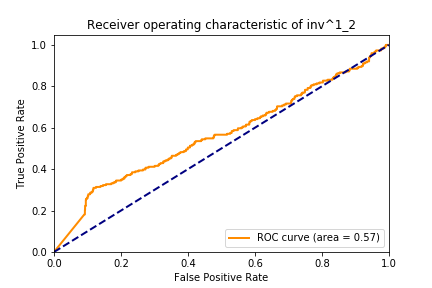 Receiver operating characteristic of inv^1_2
True Positive Rate
1.0
0.8
0.6
0.4
0.2
0.0
ROC curve (area = 0.57)
0.0 0.2 0.4 0.6 0.8 1.0
False Positive Rate